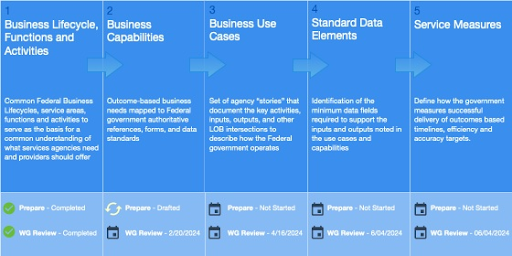 1
Business Lifecycle,
Functions and
Activities
Common Federal Business
Lifecycles, service areas,
functions and activities to
serve as the basis for a
common understanding of
what services agencies need
and providers should offer
Prepare - Completed
WG Review - Completed
2
Business
Capabilities
Outcome-based business
needs mapped to Federal
government authoritative
references, forms, and data
standards
Prepare - Drafted
WG Review - 2/20/2024
3
Business Use
Cases
Set of agency "stories" that
document the key activities,
inputs, outputs, and other
LOB intersections to
describe how the Federal
government operates
Prepare - Not Started
WG Review - 4/16/2024
4
Standard Data
Elements
Identification of the
minimum data fields
required to support the
inputs and outputs noted in
the use cases and
capabilities
Prepare - Not Started
WG Review - 6/04/2024
5
Service Measures
Define how the government
measures successful
delivery of outcomes based
timelines, efficiency and
accuracy targets.
Prepare - Not Started
WG Review - 06/04/2024